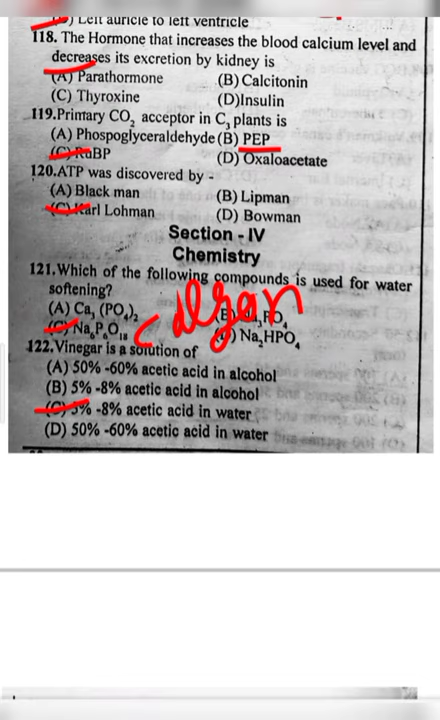 Left auricle to left ventricle
118. The Hormone that increases the blood calcium level and
decreases its excretion by kidney is
(A) Parathormone (B) Calcitonin
(C) Thyroxine (D)Insulin
119.Primary CO₂ acceptor in C₃ plants is
(A) Phospoglyceraldehyde (B) PEP
(C) RuBP (D) Oxaloacetate
120.ATP was discovered by -
(A) Black man (B) Lipman
(C) Karl Lohman (D) Bowman
Section - IV
Chemistry
121.Which of the following compounds is used for water
softening?
(A) Ca₃ (PO₄)₂ (B) PO₄
(C) Na₆P₆O₁₈ Calgan Na₂HPO₄
122.Vinegar is a solution of
(A) 50% -60% acetic acid in alcohol
(B) 5% -8% acetic acid in alcohol
(C) 5% -8% acetic acid in water
(D) 50% -60% acetic acid in water